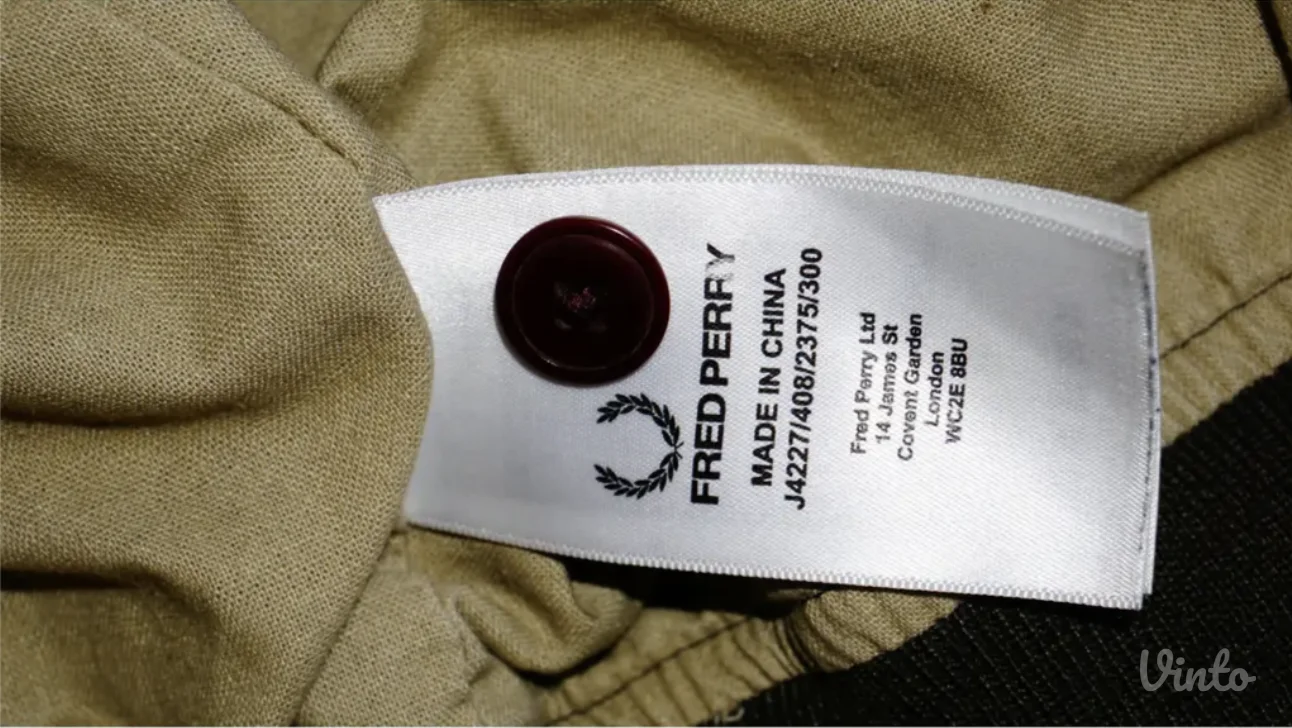 FRED PERRY
MADE IN CHINA
J4227/408/2375/300
Fred Perry Ltd
14 James St
Covent Garden
London
WC2E 8BU
Vinto